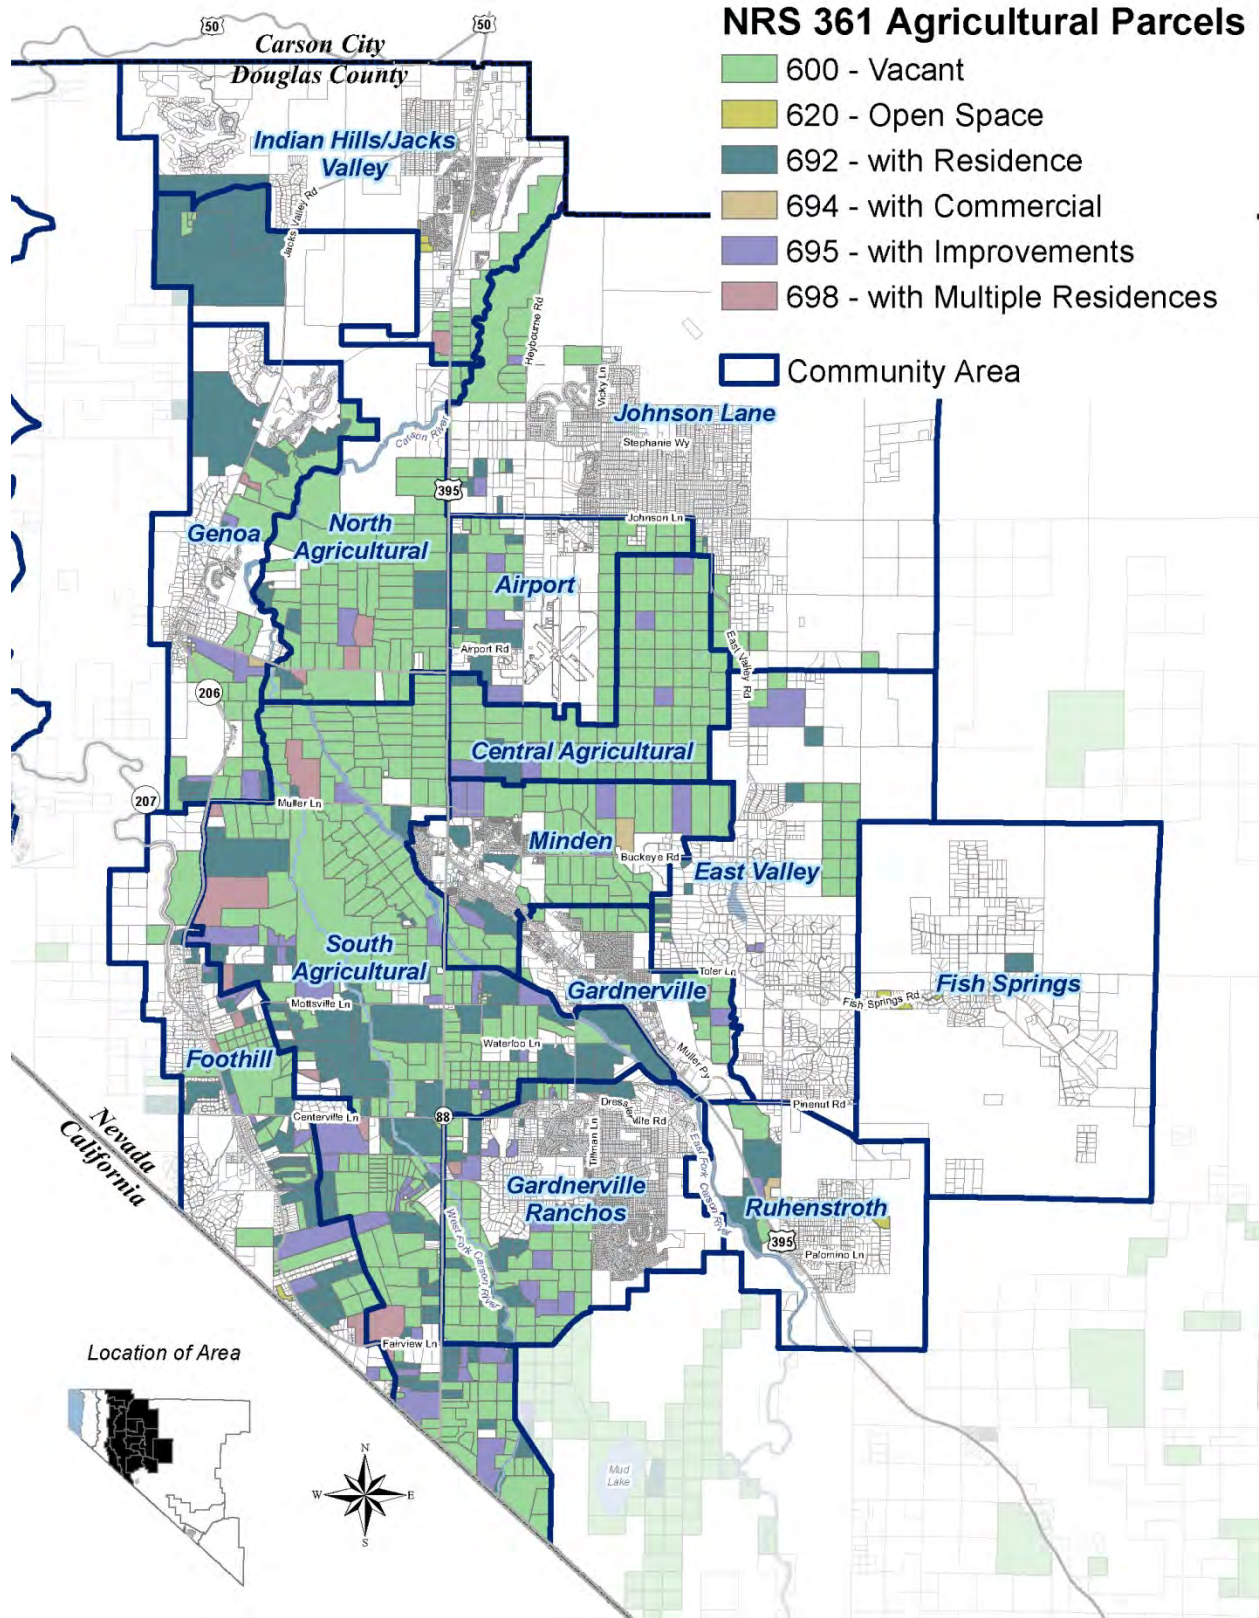 NRS 361 Agricultural Parcels
600 - Vacant
620 - Open Space
692 - with Residence
694 - with Commercial
695 - with Improvements
698 - with Multiple Residences
Community Area
50
50
Carson City
Douglas County
Indian Hills/Jacks
Valley
Jacks Valley Rd
Heybourne Rd
Vicky Ln
Johnson Lane
Stephanie Wy
Carson River
395
Genoa
North
Agricultural
Johnson Ln
Airport
Airport Rd
East Valley Rd
206
Central Agricultural
207
Muller Ln
Minden
Buckeye Rd
East Valley
South
Agricultural
Toler Ln
Fish Springs
Gardnerville
Fish Springs Rd
Mottsville Ln
Waterloo Ln
Foothill
Muller Py
Nevada
California
Centerville Ln
88
Dressler
Mile Rd
Pinenut Rd
Tillman Ln
East Fork Carson River
Gardnerville
Ranchos
Ruhenstroth
West Fork Carson River
395
Palomino Ln
Fairview Ln
Location of Area
Mud
Lake
N
W
E
S